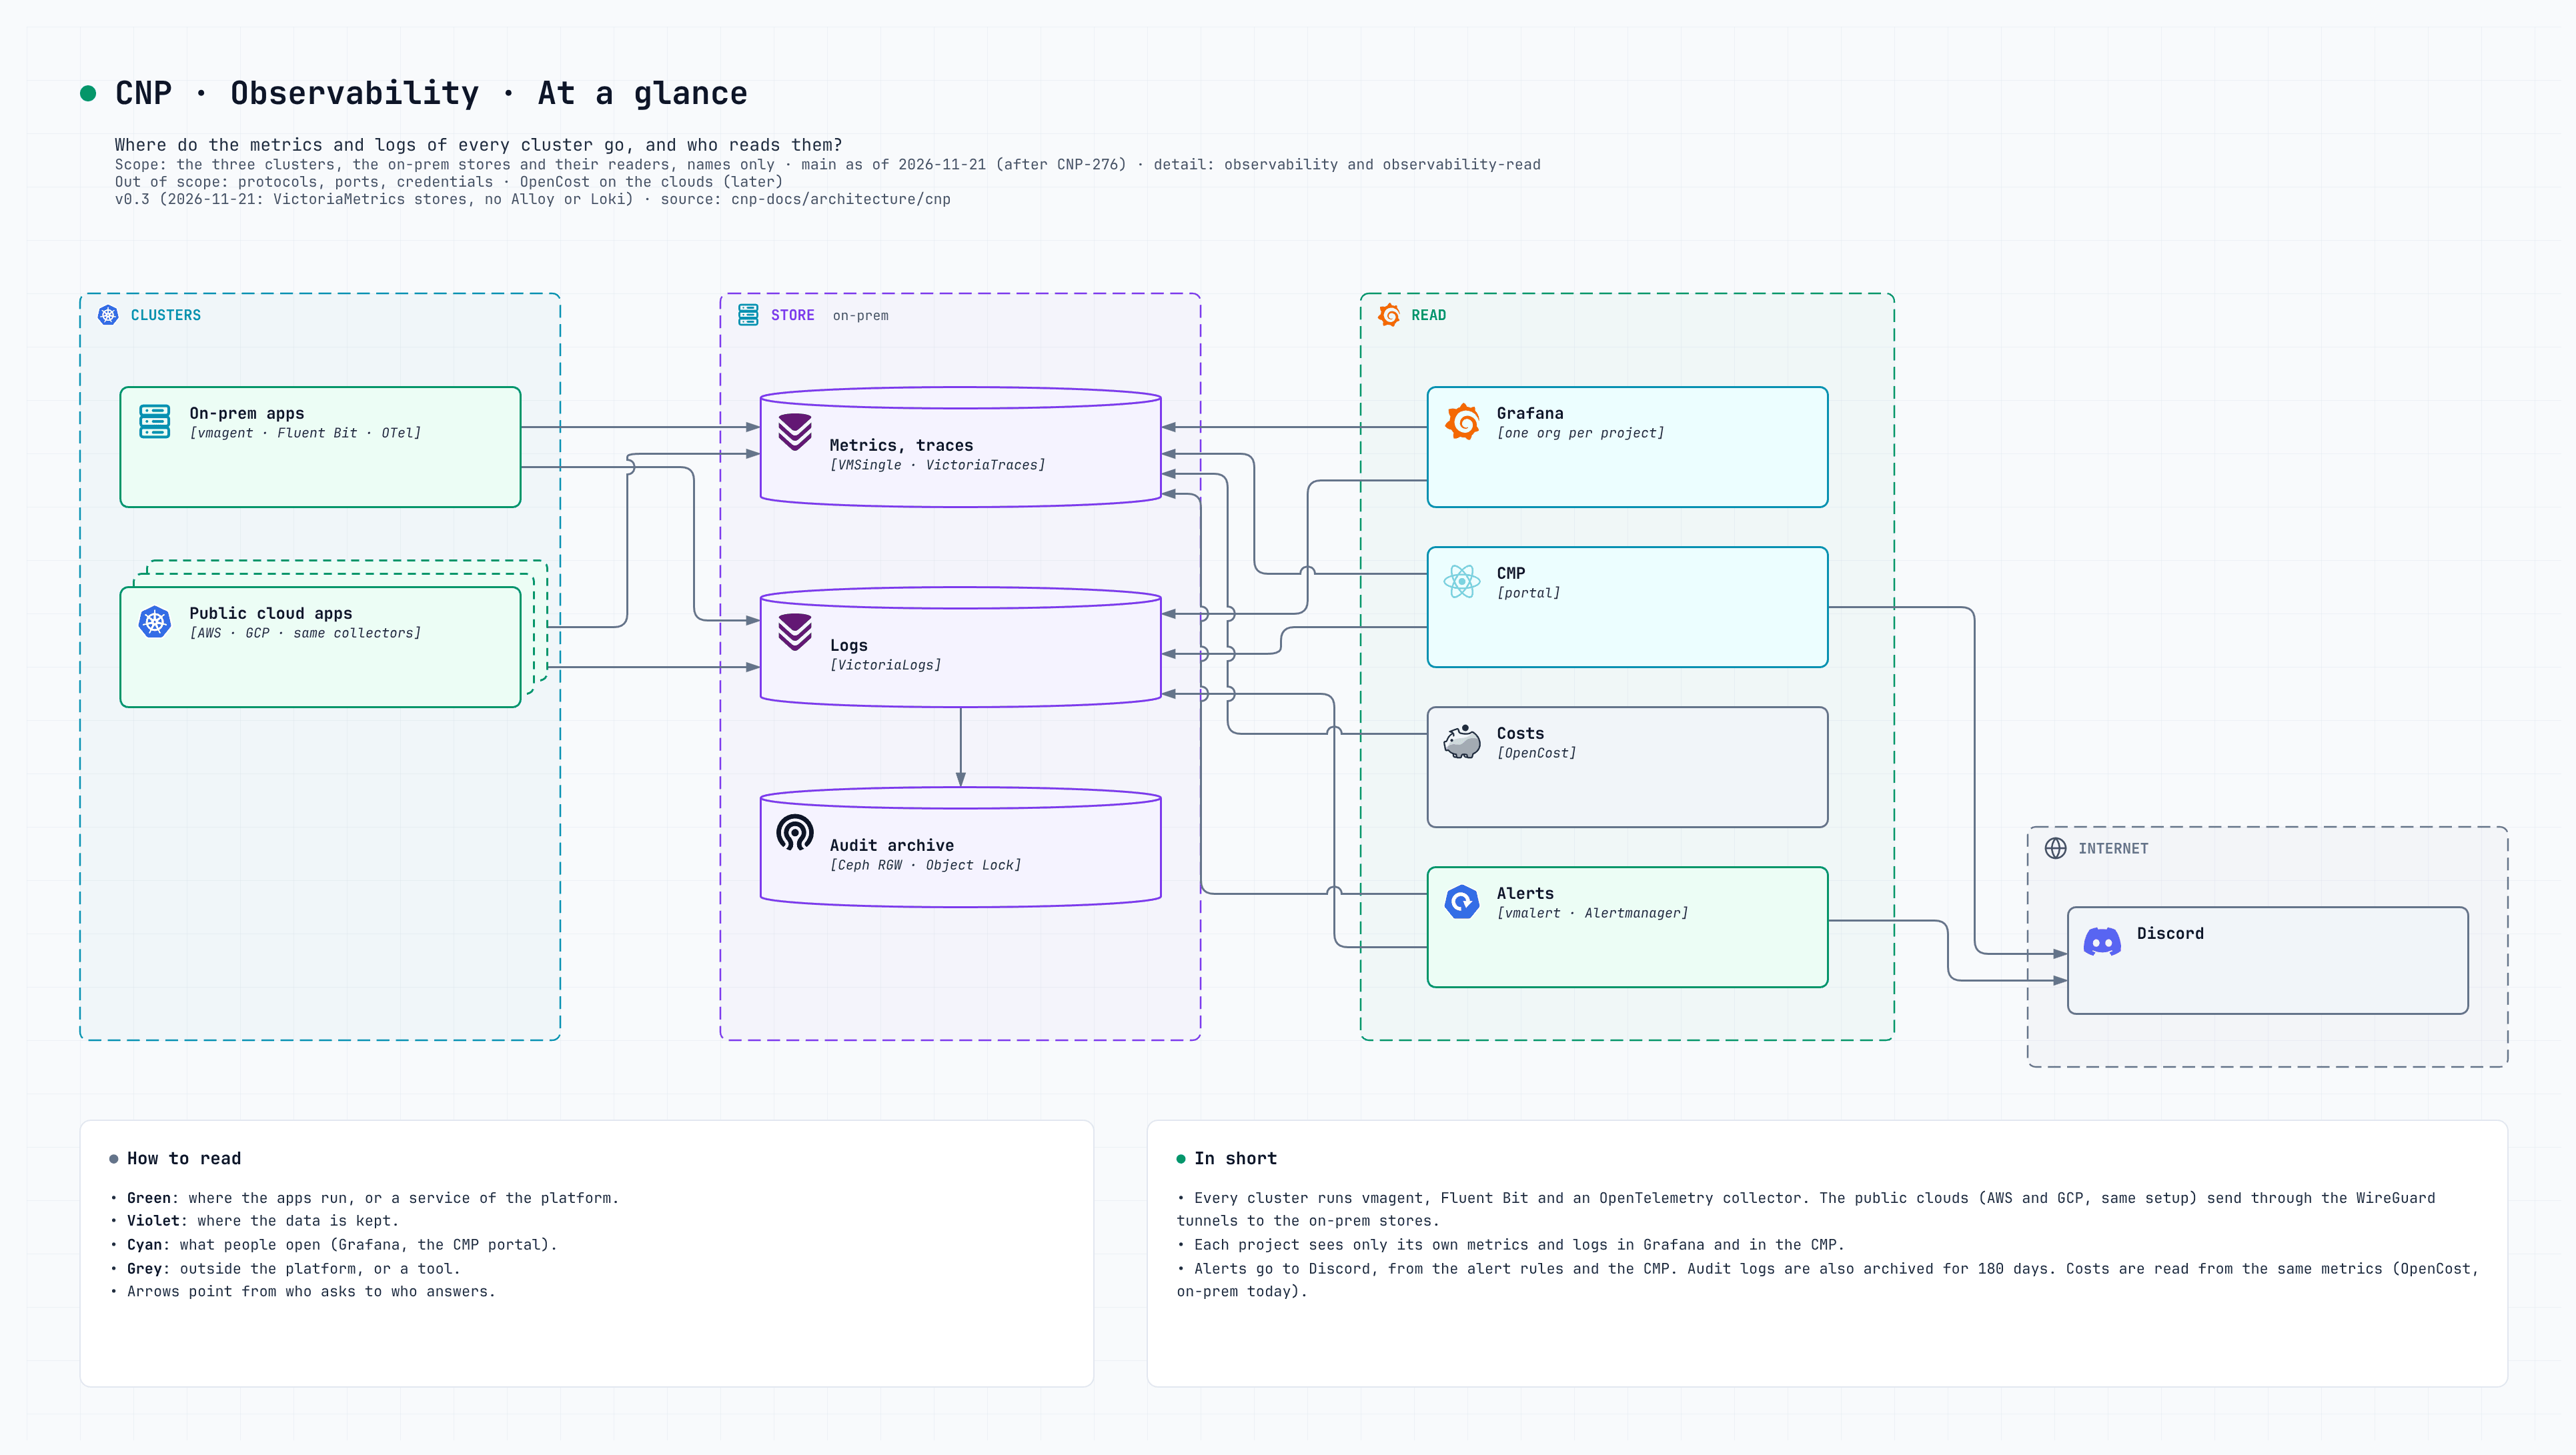 CNP · Observability · At a glance
Where do the metrics and logs of every cluster go, and who reads them?
Scope: the three clusters, the on-prem stores and their readers, names only · main as of 2026-11-21 (after CNP-276) · detail: observability and observability-read
Out of scope: protocols, ports, credentials · OpenCost on the clouds (later)
v0.3 (2026-11-21: VictoriaMetrics stores, no Alloy or Loki) · source: cnp-docs/architecture/cnp
CLUSTERS
On-prem apps
[vmagent · Fluent Bit · OTel]
Public cloud apps
[AWS · GCP · same collectors]
STORE on-prem
Metrics, traces
[VMSingle · VictoriaTraces]
Logs
[VictoriaLogs]
Audit archive
[Ceph RGW · Object Lock]
READ
Grafana
[one org per project]
CMP
[portal]
Costs
[OpenCost]
Alerts
[vmalert · Alertmanager]
INTERNET
Discord
How to read
• Green: where the apps run, or a service of the platform.
• Violet: where the data is kept.
• Cyan: what people open (Grafana, the CMP portal).
• Grey: outside the platform, or a tool.
• Arrows point from who asks to who answers.
In short
• Every cluster runs vmagent, Fluent Bit and an OpenTelemetry collector. The public clouds (AWS and GCP, same setup) send through the WireGuard
tunnels to the on-prem stores.
• Each project sees only its own metrics and logs in Grafana and in the CMP.
• Alerts go to Discord, from the alert rules and the CMP. Audit logs are also archived for 180 days. Costs are read from the same metrics (OpenCost,
on-prem today).